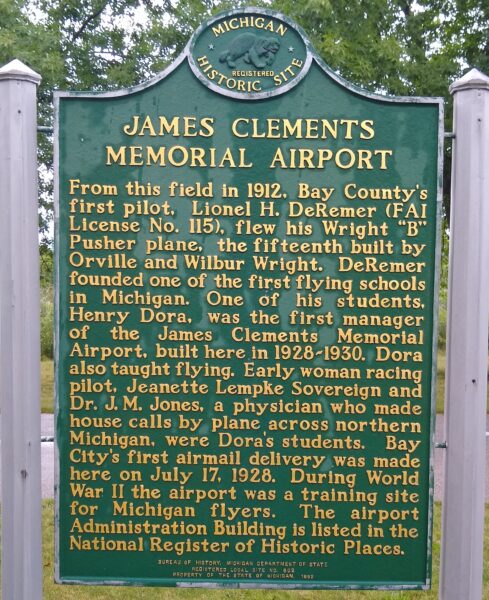 MICHIGAN
REGISTERED
HISTORIC SITE
JAMES CLEMENTS
MEMORIAL AIRPORT
From this field in 1912, Bay County's
first pilot, Lionel H. DeRemer (FAI
License No. 115), flew his Wright "B"
Pusher plane, the fifteenth built by
Orville and Wilbur Wright. DeRemer
founded one of the first flying schools
in Michigan. One of his students,
Henry Dora, was the first manager
of the James Clements Memorial
Airport, built here in 1928-1930. Dora
also taught flying. Early woman racing
pilot, Jeanette Lempke Sovereign and
Dr. J. M. Jones, a physician who made
house calls by plane across northern
Michigan, were Dora's students. Bay
City's first airmail delivery was made
here on July 17, 1928. During World
War II the airport was a training site
for Michigan flyers. The airport
Administration Building is listed in the
National Register of Historic Places.
BUREAU OF HISTORY, MICHIGAN DEPARTMENT OF STATE
REGISTERED LOCAL SITE NO.
PROPERTY OF THE STATE OF MICHIGAN,